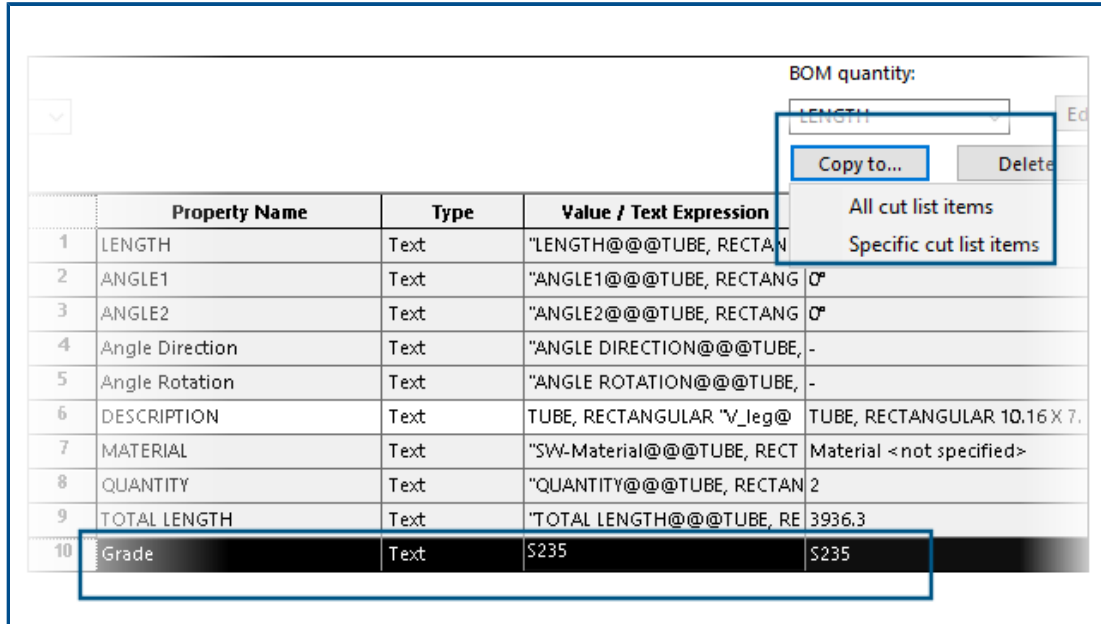 BOM quantity:
LENGTH Ed
Copy to... Delete
All cut list items
Specific cut list items
Property Name Type Value / Text Expression
1 LENGTH Text "LENGTH@@@TUBE, RECTAN
2 ANGLE1 Text "ANGLE1@@@TUBE, RECTANG 0°
3 ANGLE2 Text "ANGLE2@@@TUBE, RECTANG 0°
4 Angle Direction Text "ANGLE DIRECTION@@@TUBE, -
5 Angle Rotation Text "ANGLE ROTATION@@@TUBE, -
6 DESCRIPTION Text TUBE, RECTANGULAR "V_leg@ TUBE, RECTANGULAR 10.16 X 7.
7 MATERIAL Text "SW-Material@@@TUBE, RECT Material <not specified>
8 QUANTITY Text "QUANTITY@@@TUBE, RECTAN 2
9 TOTAL LENGTH Text "TOTAL LENGTH@@@TUBE, RE 3936.3
10 Grade Text S235 S235